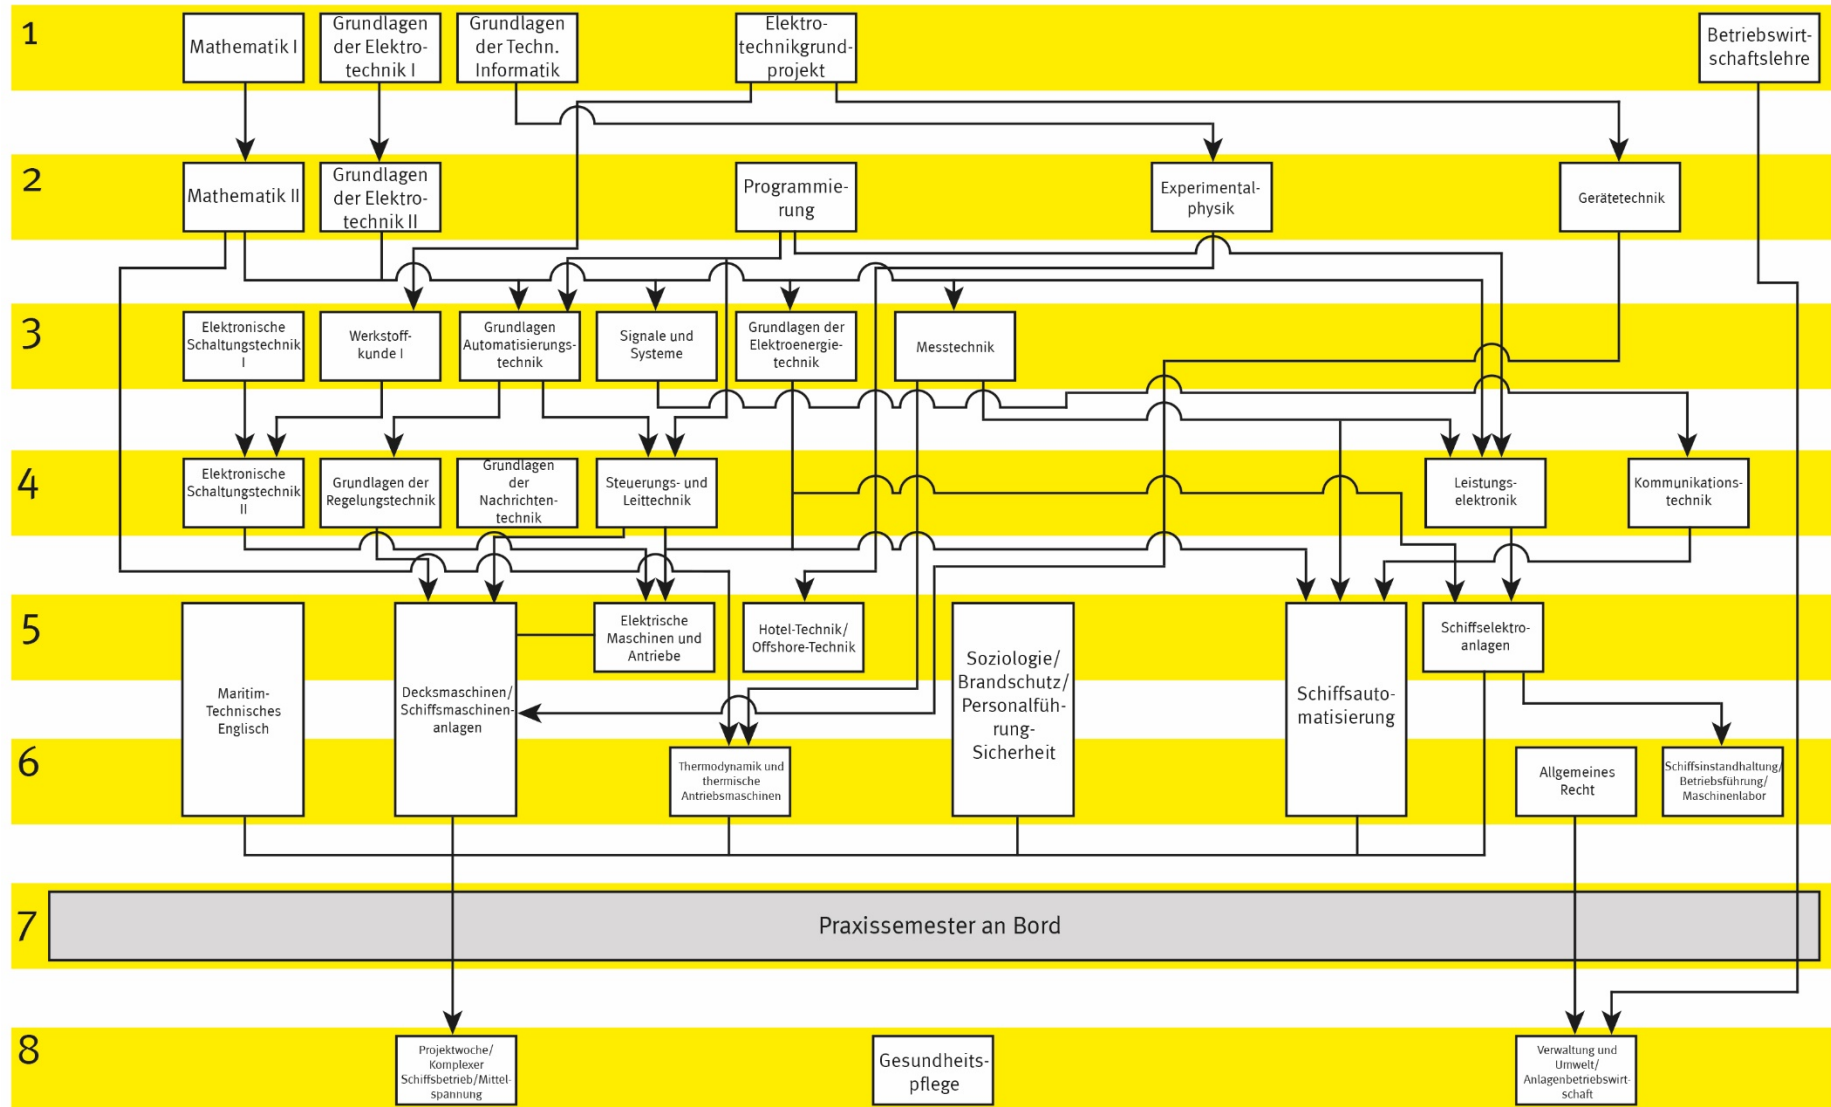 1
Mathematik I
Grundlagen
der Elektro-
technik I
Grundlagen
der Techn.
Informatik
Elektro-
technikgrund-
projekt
Betriebswirt-
schaftslehre
2
Mathematik II
Grundlagen
der Elektro-
technik II
Programmie-
rung
Experimental-
physik
Gerätetechnik
3
Elektronische
Schaltungstechnik
I
Werkstoff-
kunde I
Grundlagen
Automatisierungs-
technik
Signale und
Systeme
Grundlagen der
Elektroenergie-
technik
Messtechnik
4
Elektronische
Schaltungstechnik
II
Grundlagen der
Regelungstechnik
Grundlagen
der
Nachrichten-
technik
Steuerungs- und
Leittechnik
Leistungs-
elektronik
Kommunikations-
technik
5
Maritim-
Technisches
Englisch
Decksmaschinen/
Schiffsmaschinen-
anlagen
Elektrische
Maschinen und
Antriebe
Hotel-Technik/
Offshore-Technik
Soziologie/
Brandschutz/
Personalfüh-
rung-
Sicherheit
Schiffsauto-
matisierung
Schiffselektro-
anlagen
6
Thermodynamik und
thermische
Antriebsmaschinen
Allgemeines
Recht
Schiffsinstandhaltung/
Betriebsführung/
Maschinenlabor
7
Praxissemester an Bord
8
Projektwoche/
Komplexer
Schiffsbetrieb/Mittel-
spannung
Gesundheits-
pflege
Verwaltung und
Umwelt/
Anlagenbetriebswirt-
schaft